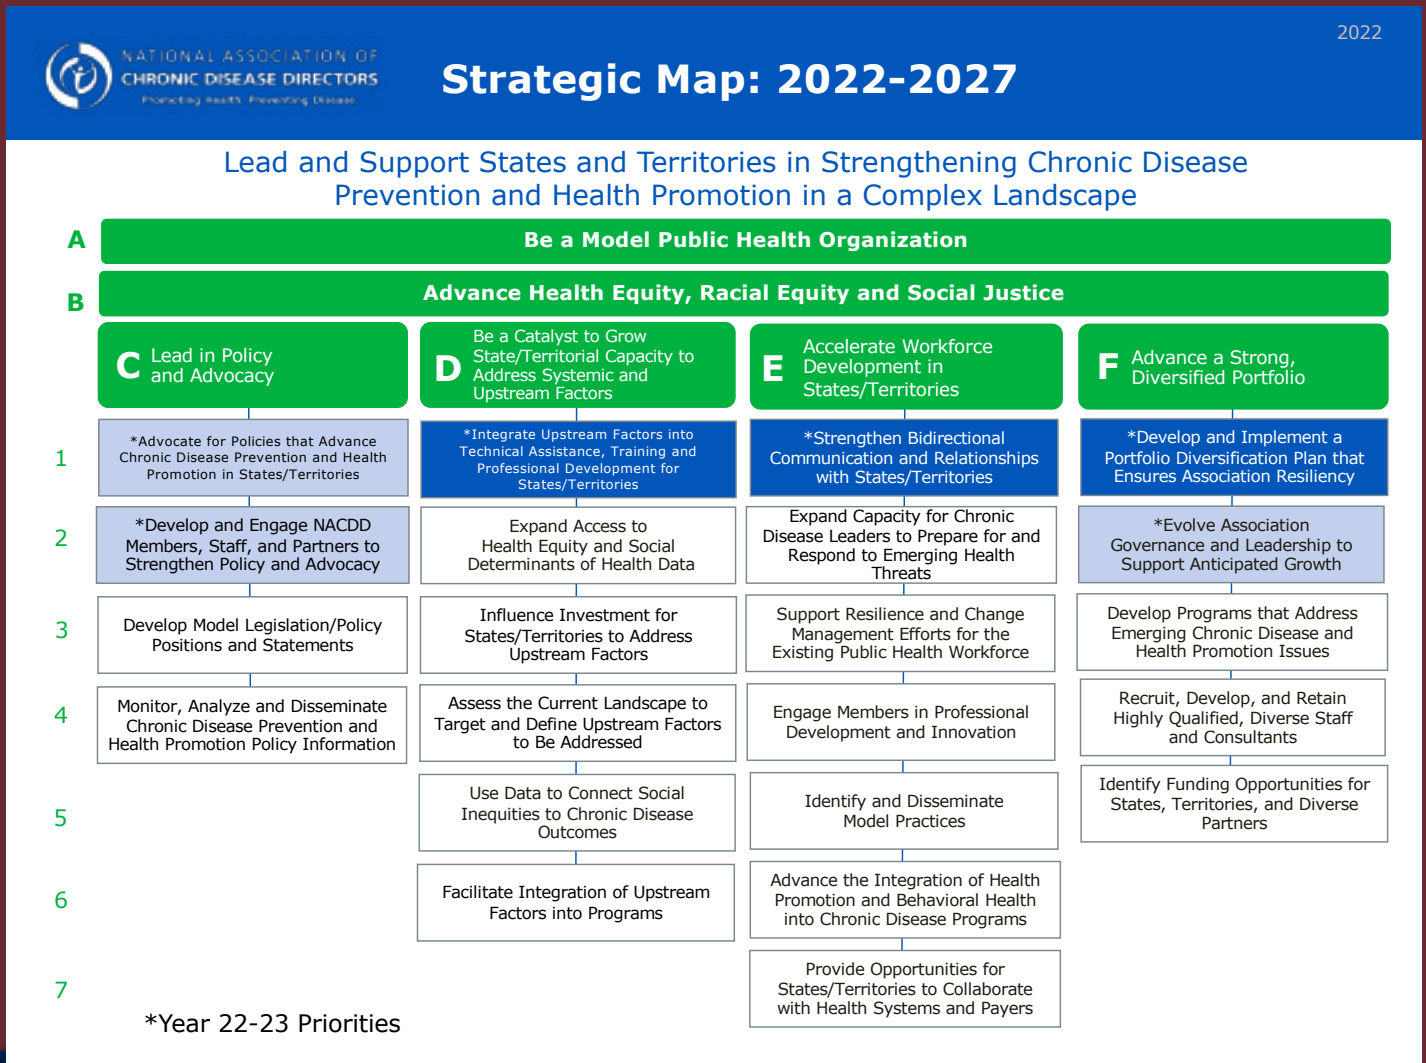 2022
NATIONAL ASSOCIATION OF
CHRONIC DISEASE DIRECTORS
Promoting Health. Preventing Disease.
Strategic Map: 2022-2027
Lead and Support States and Territories in Strengthening Chronic Disease
Prevention and Health Promotion in a Complex Landscape
A
Be a Model Public Health Organization
B
Advance Health Equity, Racial Equity and Social Justice
C
Lead in Policy
and Advocacy
D
Be a Catalyst to Grow
State/Territorial Capacity to
Address Systemic and
Upstream Factors
E
Accelerate Workforce
Development in
States/Territories
F
Advance a Strong,
Diversified Portfolio
1
*Advocate for Policies that Advance
Chronic Disease Prevention and Health
Promotion in States/Territories
*Integrate Upstream Factors into
Technical Assistance, Training and
Professional Development for
States/Territories
*Strengthen Bidirectional
Communication and Relationships
with States/Territories
*Develop and Implement a
Portfolio Diversification Plan that
Ensures Association Resiliency
2
*Develop and Engage NACDD
Members, Staff, and Partners to
Strengthen Policy and Advocacy
Expand Access to
Health Equity and Social
Determinants of Health Data
Expand Capacity for Chronic
Disease Leaders to Prepare for and
Respond to Emerging Health
Threats
*Evolve Association
Governance and Leadership to
Support Anticipated Growth
3
Develop Model Legislation/Policy
Positions and Statements
Influence Investment for
States/Territories to Address
Upstream Factors
Support Resilience and Change
Management Efforts for the
Existing Public Health Workforce
Develop Programs that Address
Emerging Chronic Disease and
Health Promotion Issues
4
Monitor, Analyze and Disseminate
Chronic Disease Prevention and
Health Promotion Policy Information
Assess the Current Landscape to
Target and Define Upstream Factors
to Be Addressed
Engage Members in Professional
Development and Innovation
Recruit, Develop, and Retain
Highly Qualified, Diverse Staff
and Consultants
5
Use Data to Connect Social
Inequities to Chronic Disease
Outcomes
Identify and Disseminate
Model Practices
Identify Funding Opportunities for
States, Territories, and Diverse
Partners
6
Facilitate Integration of Upstream
Factors into Programs
Advance the Integration of Health
Promotion and Behavioral Health
into Chronic Disease Programs
7
Provide Opportunities for
States/Territories to Collaborate
with Health Systems and Payers
*Year 22-23 Priorities